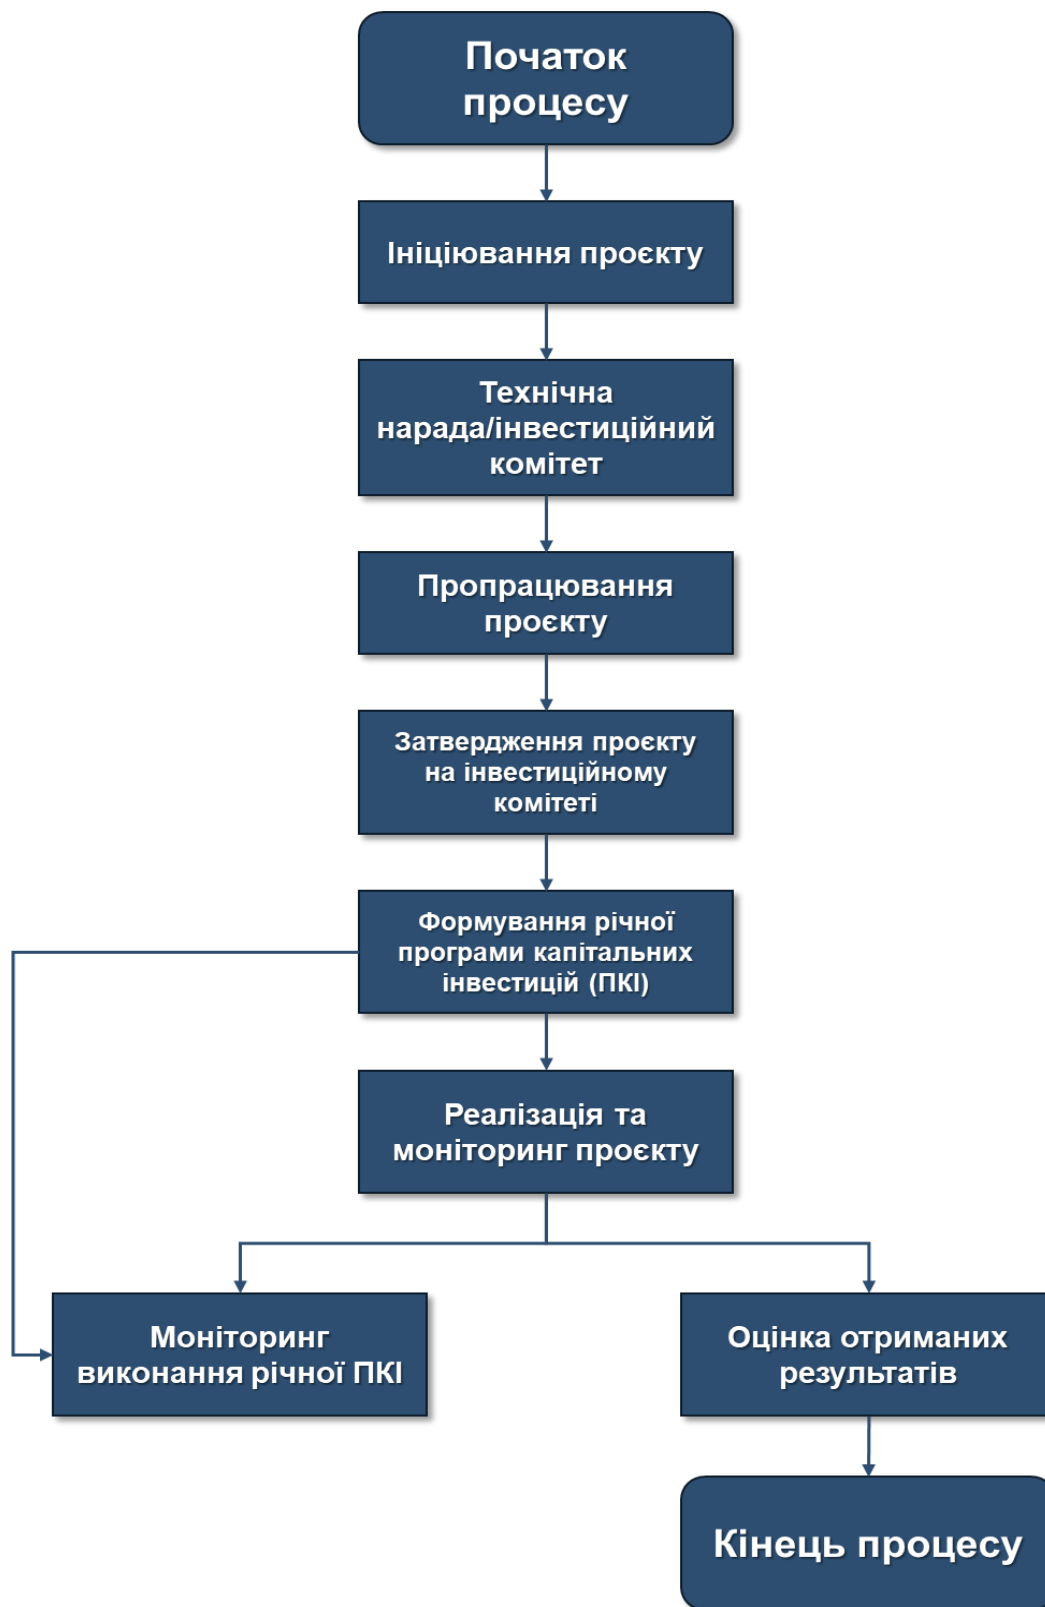 Початок
процесу
Ініціювання проєкту
Технічна
нарада/інвестиційний
комітет
Пропрацювання
проєкту
Затвердження проєкту
на інвестиційному
комітеті
Формування річної
програми капітальних
інвестицій (ПКІ)
Реалізація та
моніторинг проєкту
Моніторинг
виконання річної ПКІ
Оцінка отриманих
результатів
Кінець процесу